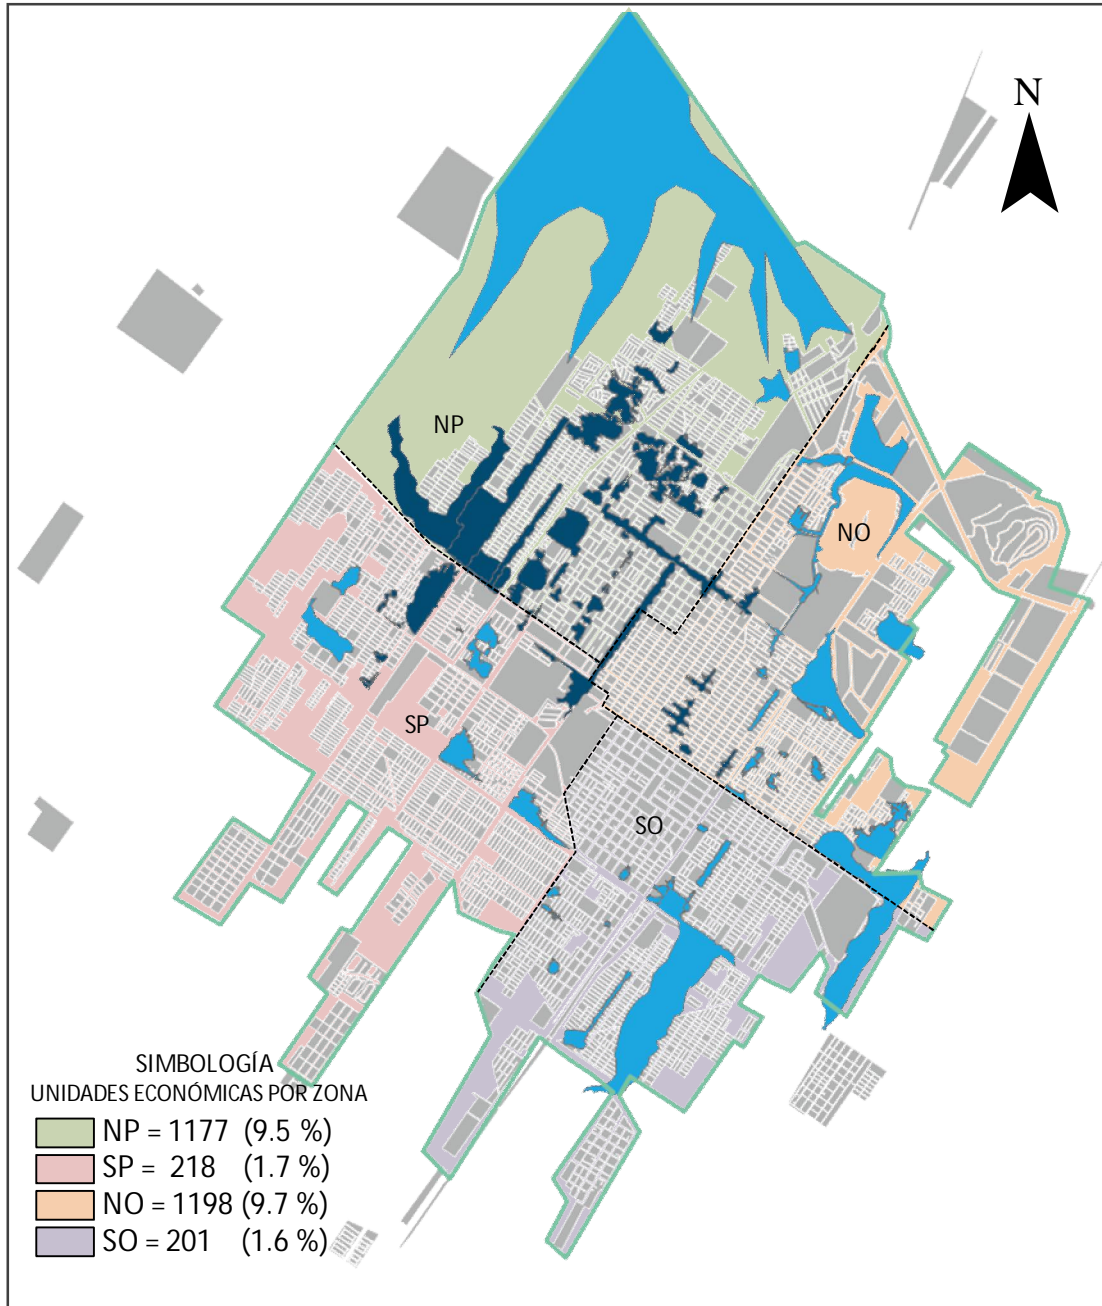 N
NP
NO
SP
SO
SIMBOLOGÍA
UNIDADES ECONÓMICAS POR ZONA
NP = 1177 (9.5 %)
SP = 218 (1.7 %)
NO = 1198 (9.7 %)
SO = 201 (1.6 %)